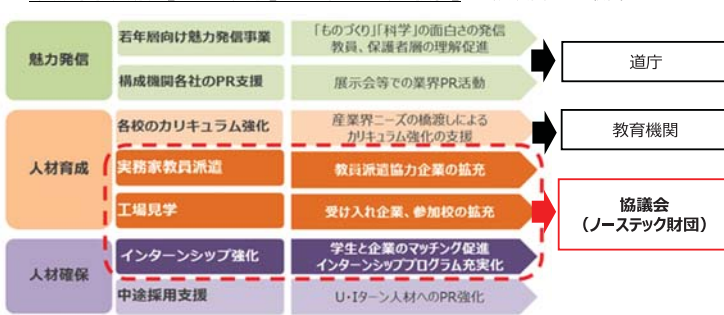 魅力発信
若年層向け魅力発信事業
「ものづくり」「科学」の面白さの発信
教員、保護者層の理解促進
構成機関各社のPR支援
展示会等での業界PR活動
道庁
人材育成
各校のカリキュラム強化
産業界ニーズの橋渡しによる
カリキュラム強化の支援
教育機関
実務家教員派遣
教員派遣協力企業の拡充
工場見学
受け入れ企業、参加校の拡充
協議会
（ノーステック財団）
人材確保
インターンシップ強化
学生と企業のマッチング促進
インターンシッププログラム充実化
中途採用支援
U・Iターン人材へのPR強化